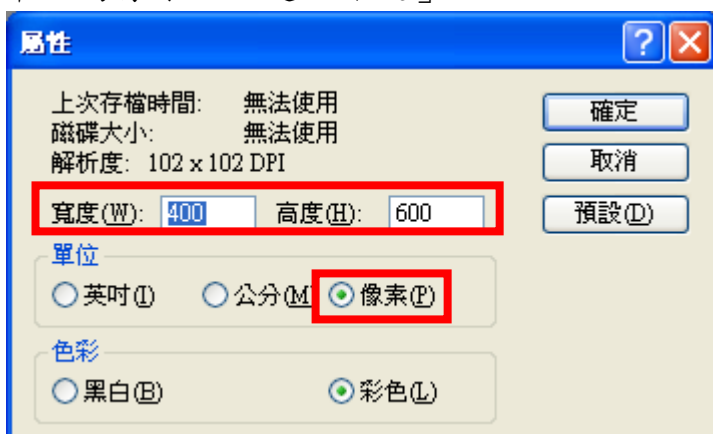 屬性
上次存檔時間: 無法使用
磁碟大小: 無法使用
解析度: 102 x 102 DPI
確定
取消
預設(D)
寬度(W): 400 高度(H): 600
單位
英吋(I) 公分(M) 像素(P)
色彩
黑白(B) 彩色(L)